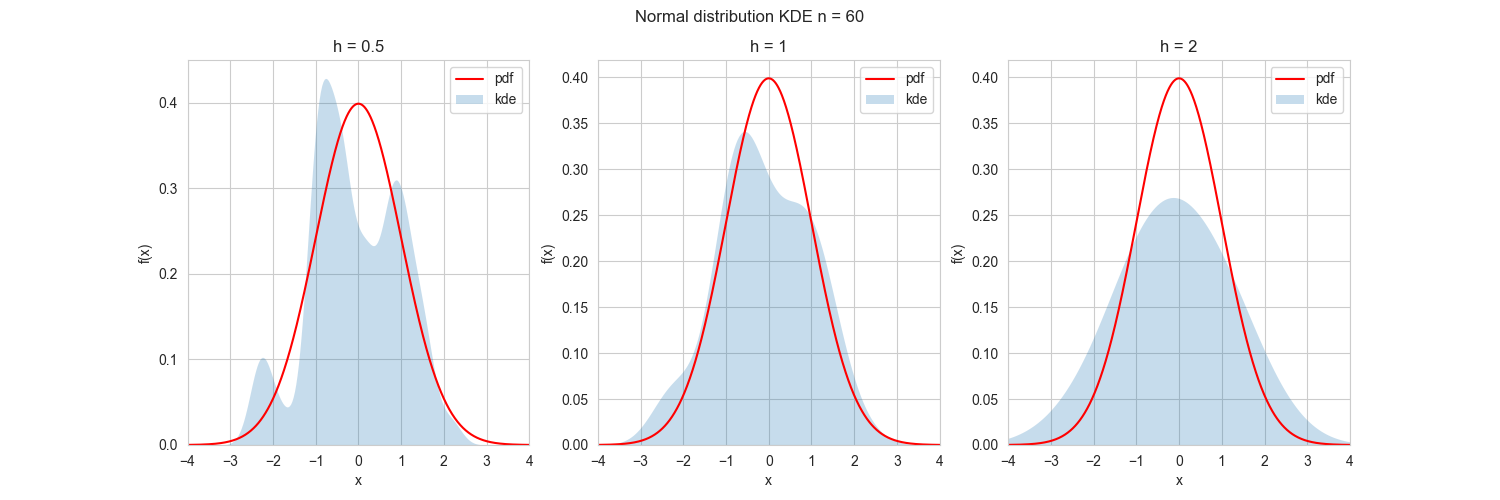 Normal distribution KDE n = 60
h = 0.5
pdf
kde
f(x)
0.4
0.3
0.2
0.1
0.0
−4 −3 −2 −1 0 1 2 3 4
x
h = 1
pdf
kde
f(x)
0.40
0.35
0.30
0.25
0.20
0.15
0.10
0.05
0.00
−4 −3 −2 −1 0 1 2 3 4
x
h = 2
pdf
kde
f(x)
0.40
0.35
0.30
0.25
0.20
0.15
0.10
0.05
0.00
−4 −3 −2 −1 0 1 2 3 4
x